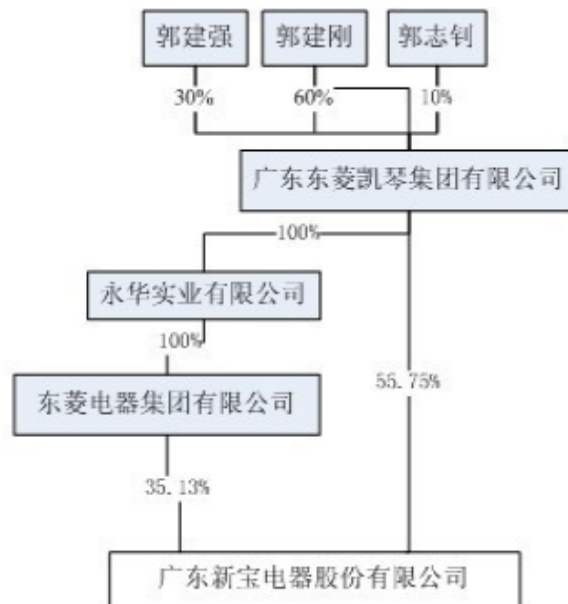 郭建强
郭建刚
郭志钊
30%
60%
10%
广东东菱凯琴集团有限公司
100%
永华实业有限公司
100%
55.75%
东菱电器集团有限公司
35.13%
广东新宝电器股份有限公司